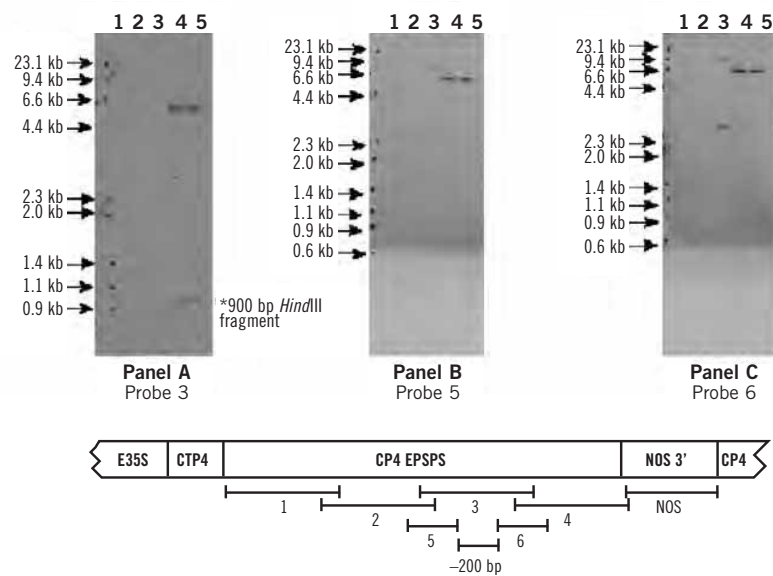 1 2 3 4 5
23.1 kb
9.4 kb
6.6 kb
4.4 kb
2.3 kb
2.0 kb
1.4 kb
1.1 kb
0.9 kb
*900 bp HindIII
fragment
Panel A
Probe 3
1 2 3 4 5
23.1 kb
9.4 kb
6.6 kb
4.4 kb
2.3 kb
2.0 kb
1.4 kb
1.1 kb
0.9 kb
0.6 kb
Panel B
Probe 5
1 2 3 4 5
23.1 kb
9.4 kb
6.6 kb
4.4 kb
2.3 kb
2.0 kb
1.4 kb
1.1 kb
0.9 kb
0.6 kb
Panel C
Probe 6
E35S CTP4 CP4 EPSPS NOS 3' CP4
1 3 NOS
2 4
5 6
~200 bp